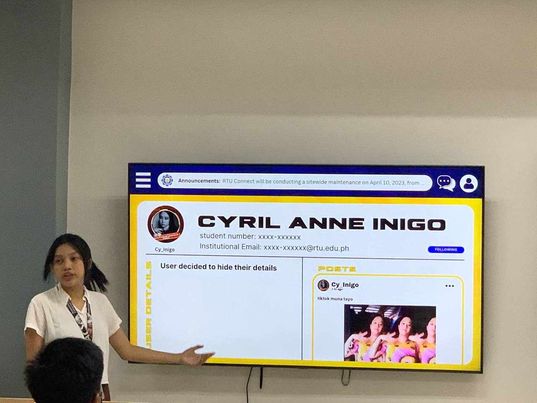 Announcements: RTU Connect will be conducting a sitewide maintenance on April 10, 2023, from ...
CYRIL ANNE INIGO
student number: xxxx-xxxxxx
Institutional Email: xxxx-xxxxxx@rtu.edu.ph
Cy_Inigo
FOLLOWING
USER DETAILS
User decided to hide their details
POSTS
Cy_Inigo
tiktok muna tayo